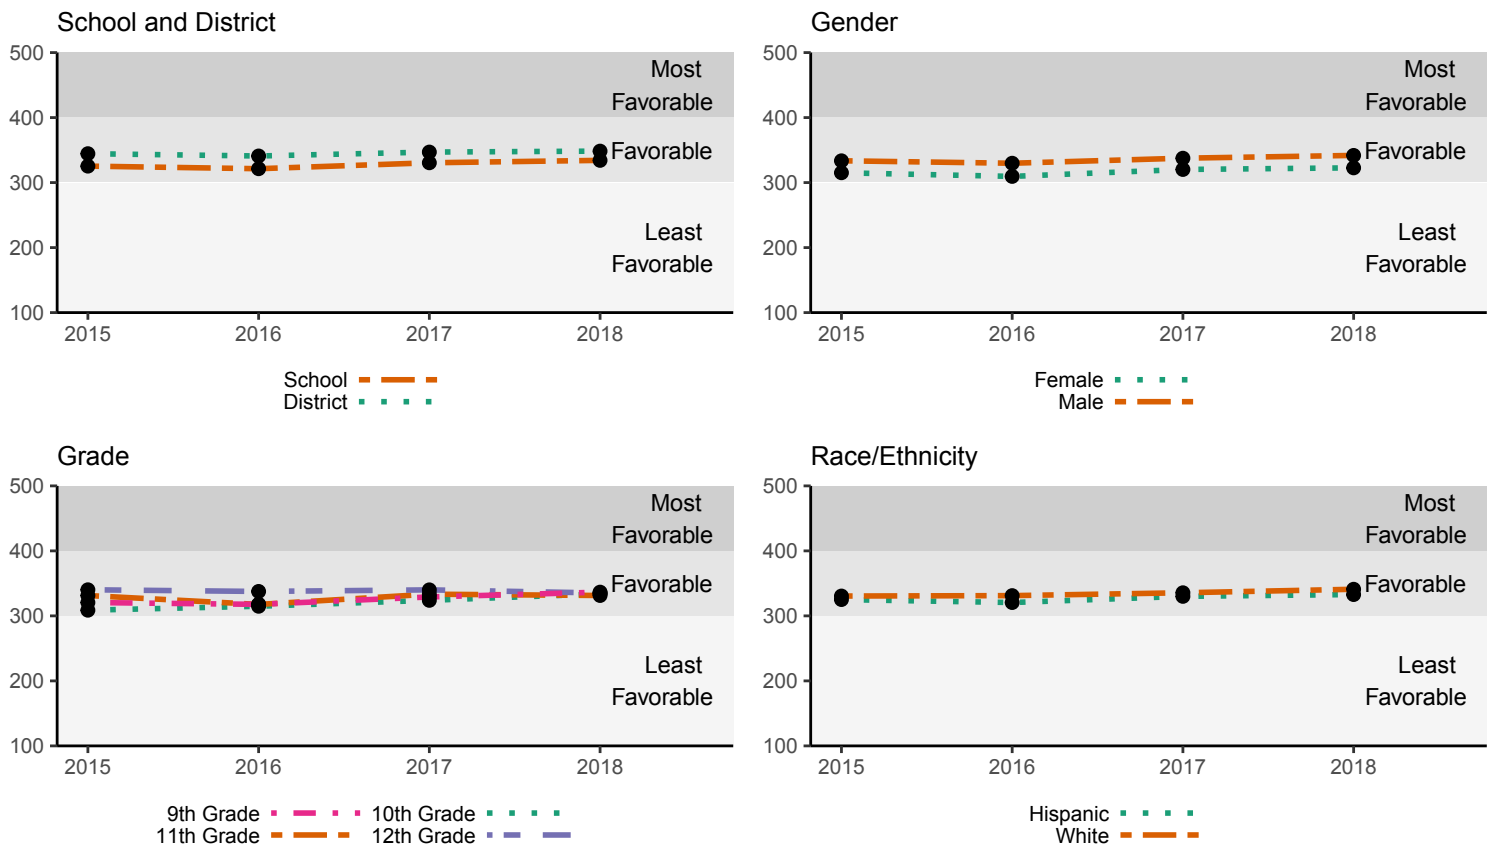 School and District
500
400
300
200
100
Most
Favorable
Favorable
Least
Favorable
2015 2016 2017 2018
School
District
Gender
500
400
300
200
100
Most
Favorable
Favorable
Least
Favorable
2015 2016 2017 2018
Female
Male
Grade
500
400
300
200
100
Most
Favorable
Favorable
Least
Favorable
2015 2016 2017 2018
9th Grade 10th Grade
11th Grade 12th Grade
Race/Ethnicity
500
400
300
200
100
Most
Favorable
Favorable
Least
Favorable
2015 2016 2017 2018
Hispanic
White